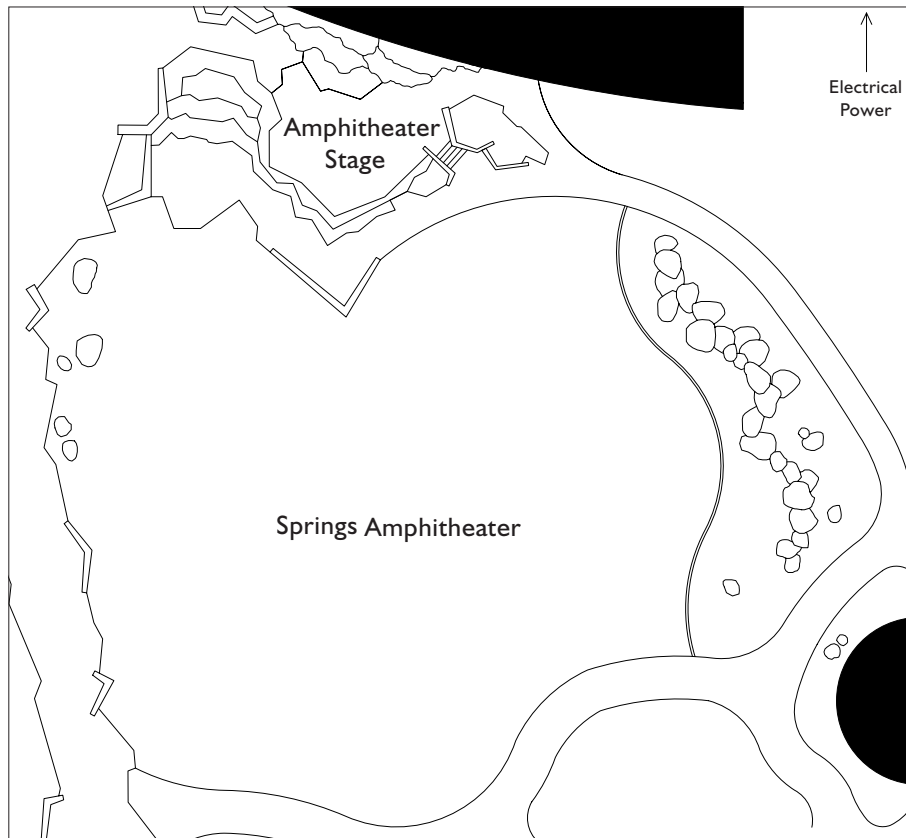 Electrical
Power
Amphitheater
Stage
Springs Amphitheater